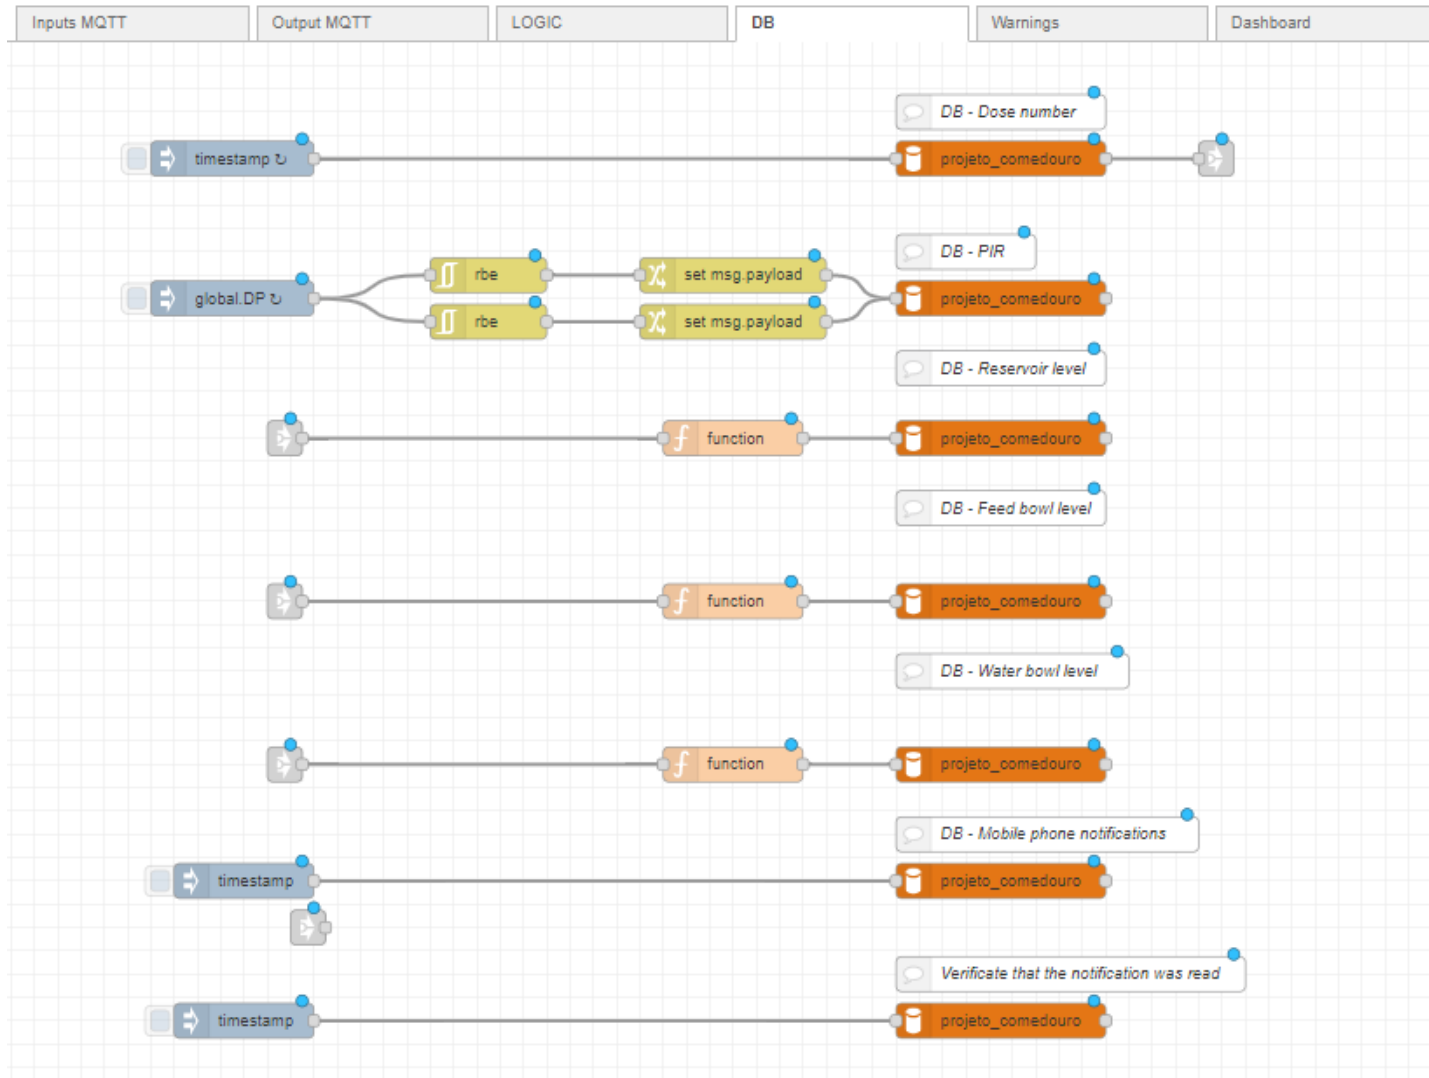 Inputs MQTT
Output MQTT
LOGIC
DB
Warnings
Dashboard
DB - Dose number
timestamp ↻
projeto_comedouro
DB - PIR
rbe
set msg.payload
global.DP ↻
projeto_comedouro
rbe
set msg.payload
DB - Reservoir level
function
projeto_comedouro
DB - Feed bowl level
function
projeto_comedouro
DB - Water bowl level
function
projeto_comedouro
DB - Mobile phone notifications
timestamp
projeto_comedouro
Verificate that the notification was read
timestamp
projeto_comedouro